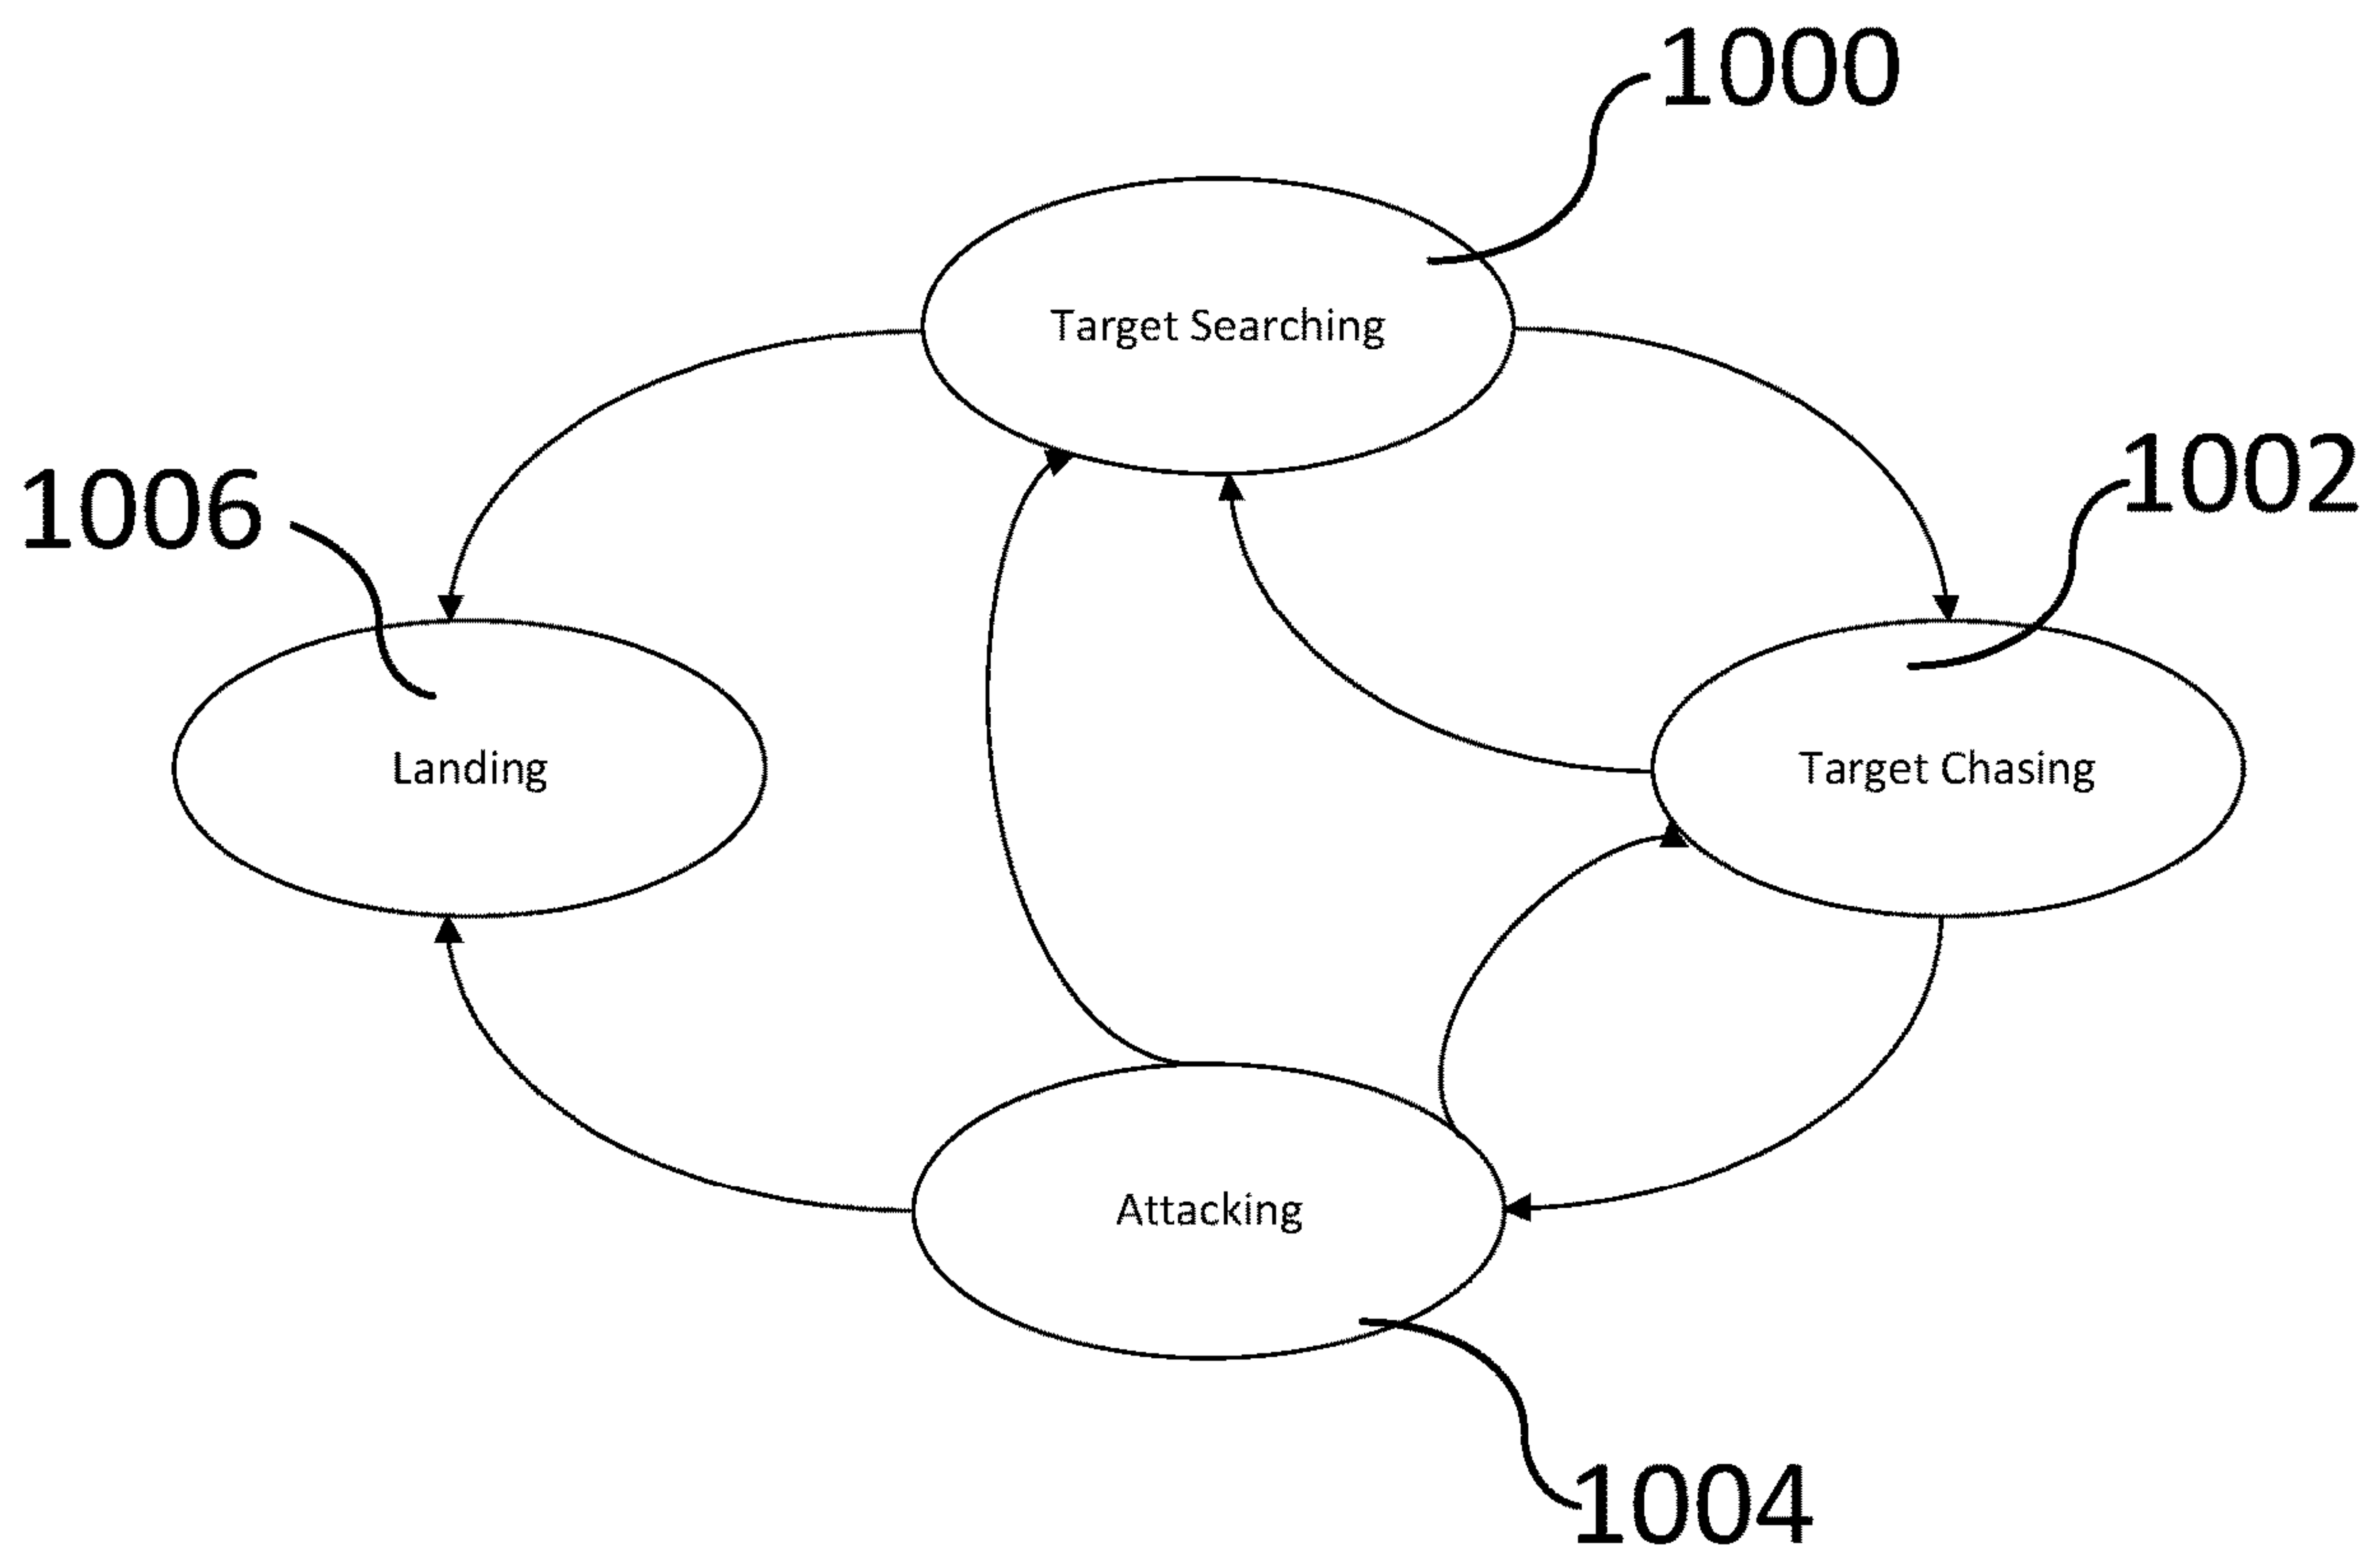 1000
Target Searching
1002
1006
Landing
Target Chasing
Attacking
1004